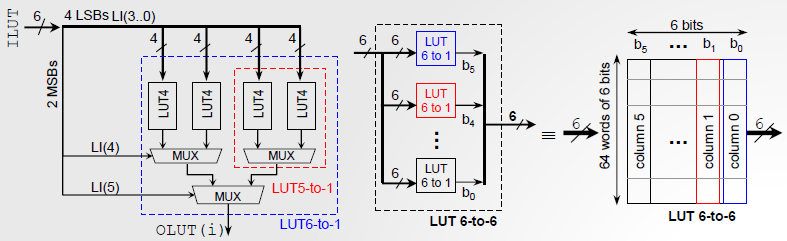 ILUT
6
4 LSBs LI(3..0)
4
4
4
4
2 MSBs
LUT4
LUT4
LUT4
LUT4
LI(4)
MUX
MUX
LI(5)
MUX
LUT5-to-1
LUT6-to-1
OLUT(i)
6
6
LUT
6 to 1
b5
6
LUT
6 to 1
b4
6
6
LUT
6 to 1
b0
LUT 6-to-6
≡
6 bits
b5 ... b1 b0
64 words of 6 bits
6
column 5
...
column 1
column 0
6
LUT 6-to-6